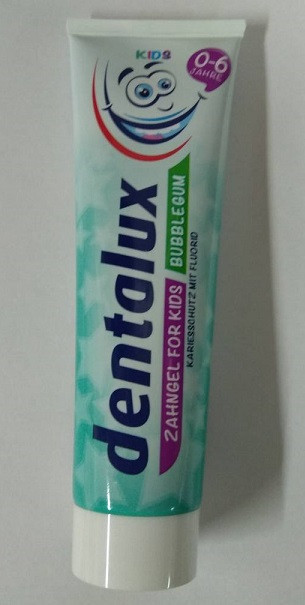 KIDS
0-6
JAHRE
dentalux
ZAHNGEL FOR KIDS
BUBBLEGUM
KARIESSCHUTZ MIT FLUORID